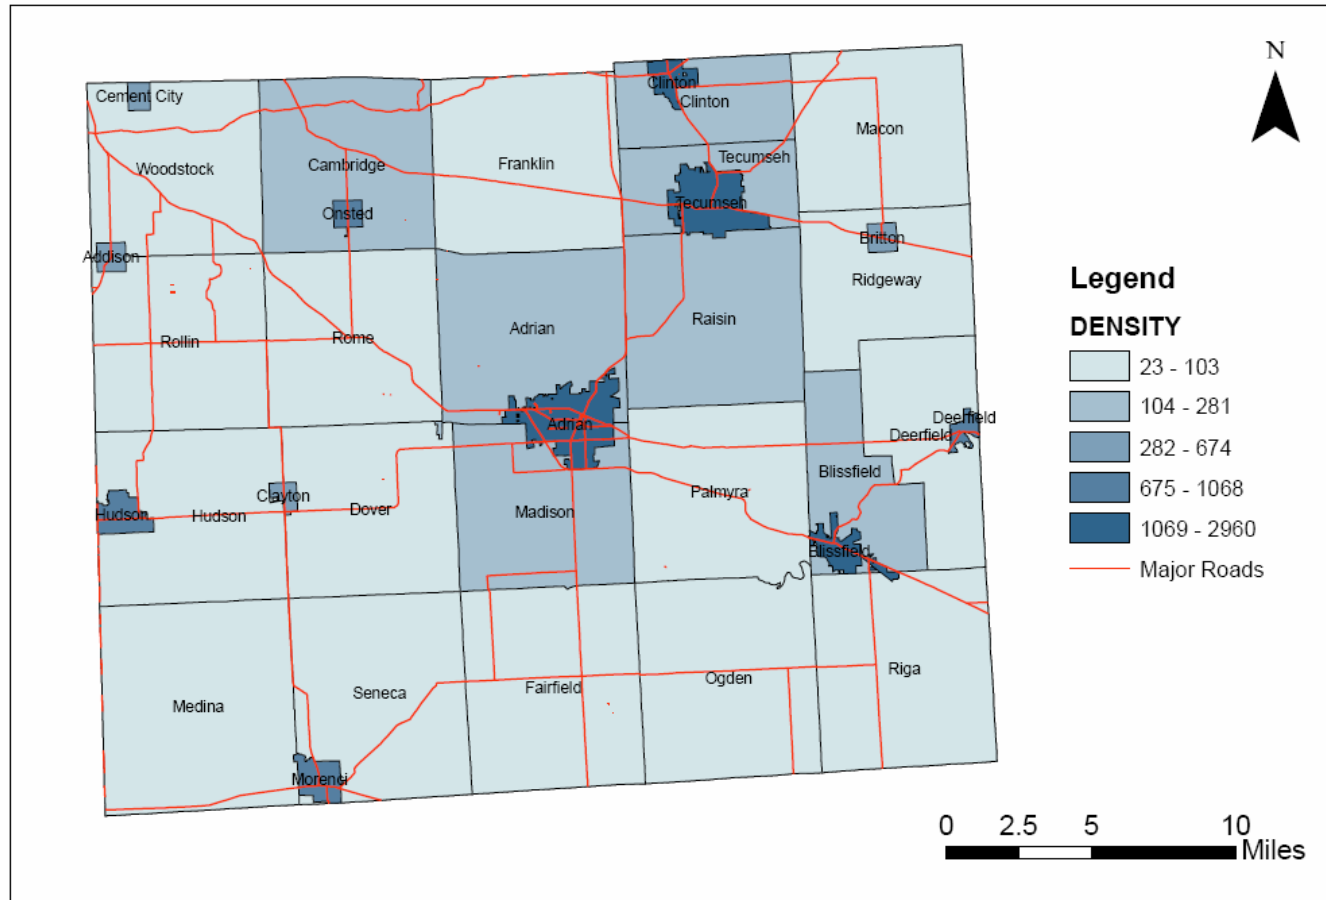 N
Clinton
Cement City
Clinton
Macon
Tecumseh
Franklin
Cambridge
Woodstock
Tecumseh
Onsted
Britton
Addison
Ridgeway
Legend
Raisin
DENSITY
Adrian
Rome
Rollin
23 - 103
104 - 281
Deerfield
Adrian
Deerfield
282 - 674
Blissfield
Palmyra
675 - 1068
Clayton
Dover
Madison
Hudson
Hudson
1069 - 2960
Blissfield
Major Roads
Riga
Ogden
Fairfield
Seneca
Medina
Morenci
0 2.5 5 10
Miles